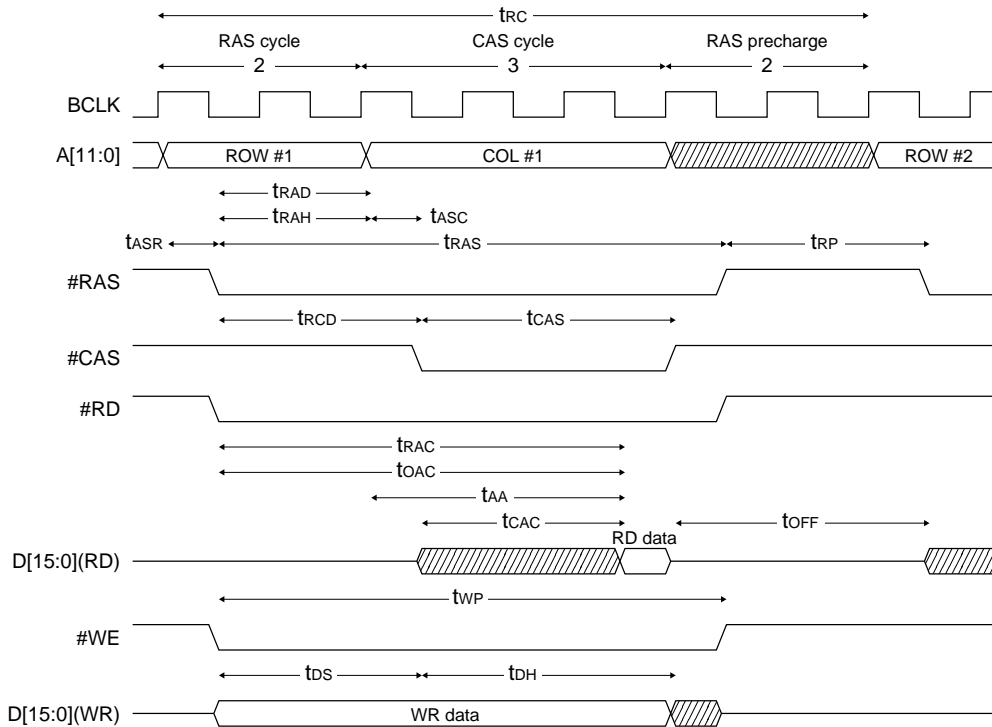 tRC
RAS cycle CAS cycle RAS precharge
2 3 2
BCLK
A[11:0] ROW #1 COL #1 ROW #2
tRAD
tRAH tASC
tASR tRAS tRP
#RAS
tRCD tCAS
#CAS
#RD
tRAC
tOAC
tAA
tCAC tOFF
RD data
D[15:0](RD)
tWP
#WE
tDS tDH
D[15:0](WR) WR data